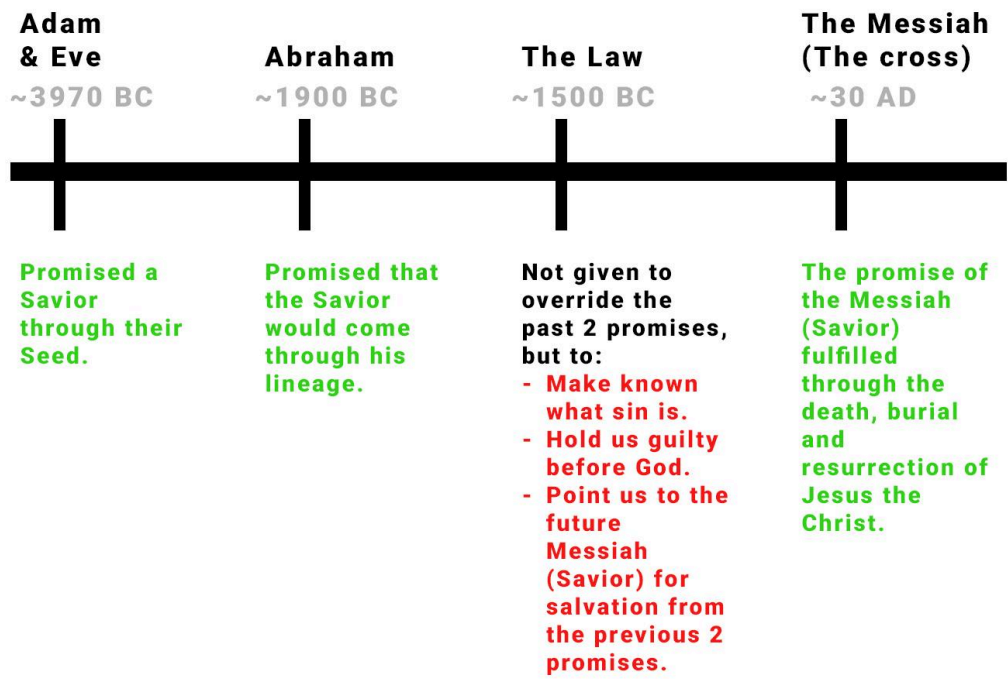 Adam
& Eve
~3970 BC
Abraham
~1900 BC
The Law
~1500 BC
The Messiah
(The cross)
~30 AD
Promised a
Savior
through their
Seed.
Promised that
the Savior
would come
through his
lineage.
Not given to
override the
past 2 promises,
but to:
- Make known
what sin is.
- Hold us guilty
before God.
- Point us to the
future
Messiah
(Savior) for
salvation from
the previous 2
promises.
The promise of
the Messiah
(Savior)
fulfilled
through the
death, burial
and
resurrection of
Jesus the
Christ.